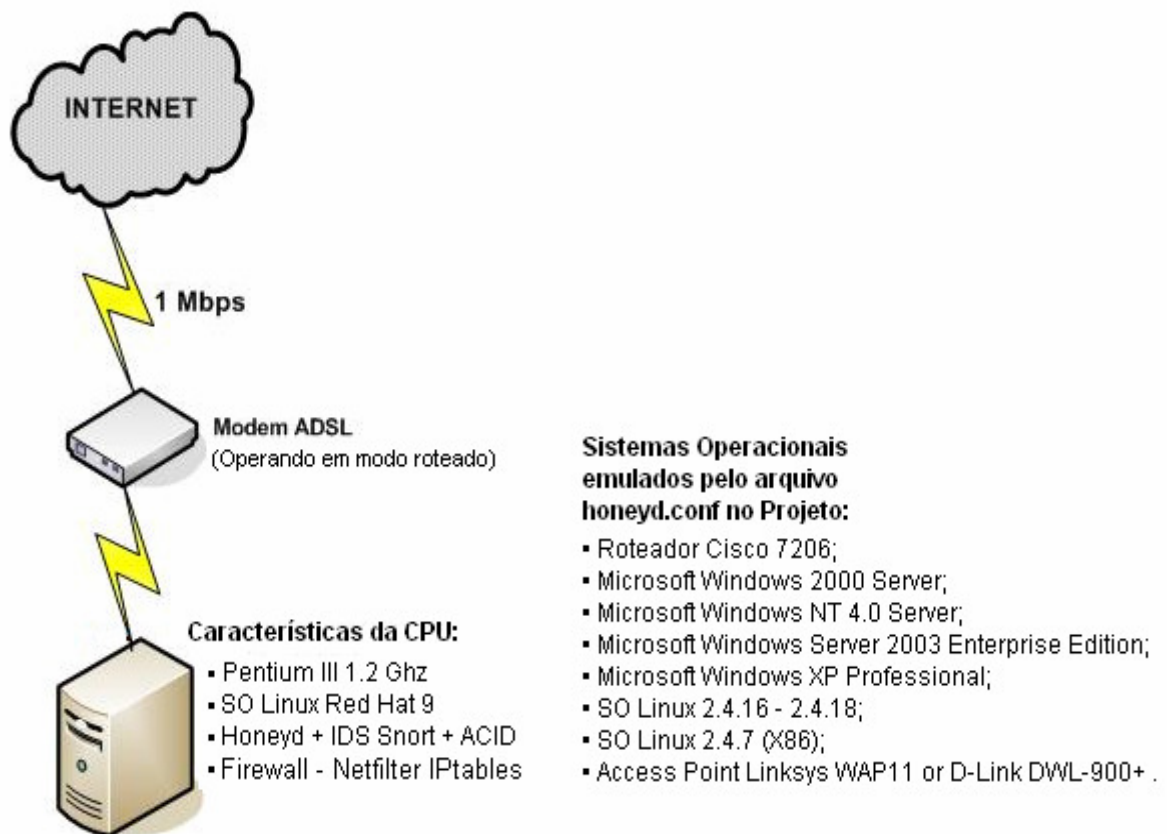 INTERNET
1 Mbps
Modem ADSL
(Operando em modo roteado)
Características da CPU:
▪ Pentium III 1.2 Ghz
▪ SO Linux Red Hat 9
▪ Honeyd + IDS Snort + ACID
▪ Firewall - Netfilter IPtables
Sistemas Operacionais
emulados pelo arquivo
honeyd.conf no Projeto:
▪ Roteador Cisco 7206;
▪ Microsoft Windows 2000 Server;
▪ Microsoft Windows NT 4.0 Server;
▪ Microsoft Windows Server 2003 Enterprise Edition;
▪ Microsoft Windows XP Professional;
▪ SO Linux 2.4.16 - 2.4.18;
▪ SO Linux 2.4.7 (X86);
▪ Access Point Linksys WAP11 or D-Link DWL-900+ .